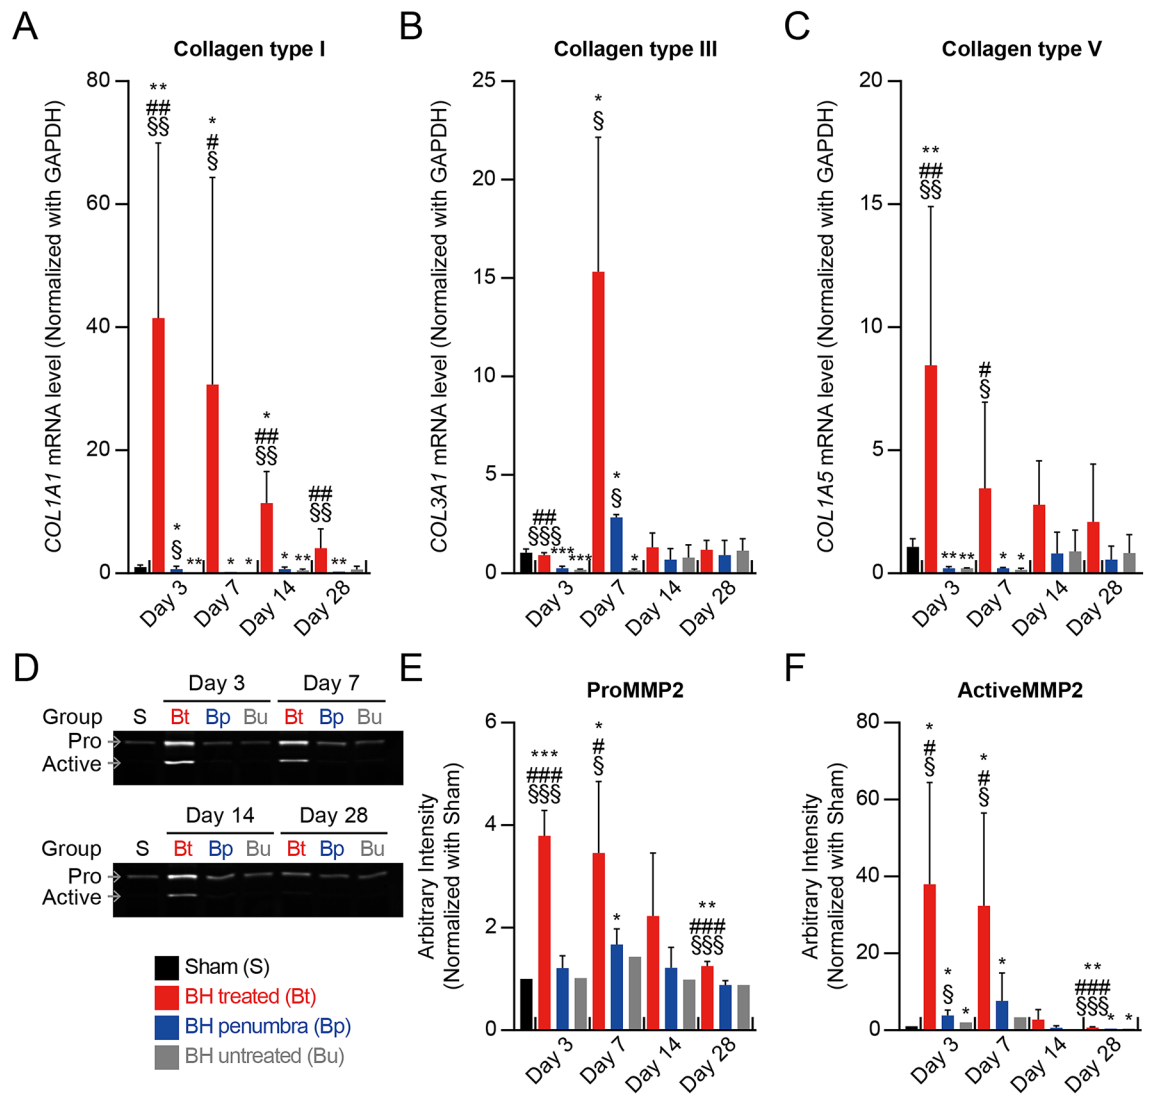 A
Collagen type I
COL1A1 mRNA level (Normalized with GAPDH)
80
60
40
20
0
**
##
§§
*
§
**
*
#
§
*
*
*
##
§§
*
**
##
§§
**
Day 3
Day 7
Day 14
Day 28
B
Collagen type III
COL3A1 mRNA level (Normalized with GAPDH)
25
20
15
10
5
0
##
§§§
***
***
*
§
*
§
*
Day 3
Day 7
Day 14
Day 28
C
Collagen type V
COL1A5 mRNA level (Normalized with GAPDH)
20
15
10
5
0
**
##
§§
**
**
#
§
*
*
Day 3
Day 7
Day 14
Day 28
D
Day 3 Day 7
Group S Bt Bp Bu Bt Bp Bu
Pro
Active
Day 14 Day 28
Group S Bt Bp Bu Bt Bp Bu
Pro
Active
Sham (S)
BH treated (Bt)
BH penumbra (Bp)
BH untreated (Bu)
E
ProMMP2
Arbitrary Intensity
(Normalized with Sham)
6
4
2
0
***
###
§§§
*
#
§
*
**
###
§§§
Day 3
Day 7
Day 14
Day 28
F
ActiveMMP2
Arbitrary Intensity
(Normalized with Sham)
80
60
40
20
0
*
#
§
*
§
*
*
#
§
*
**
###
§§§
*
*
Day 3
Day 7
Day 14
Day 28